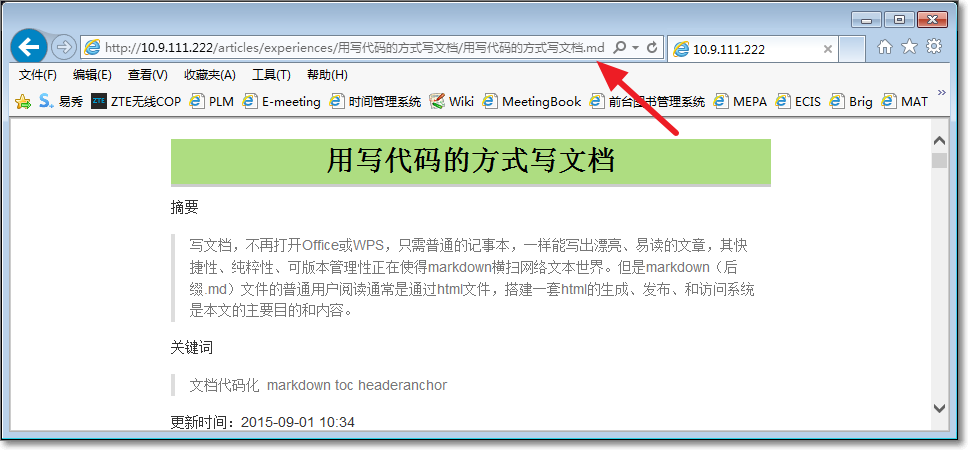 http://10.9.111.222/articles/experiences/用写代码的方式写文档/用写代码的方式写文档.md
10.9.111.222
文件(F) 编辑(E) 查看(V) 收藏夹(A) 工具(T) 帮助(H)
易秀 ZTE无线COP PLM E-meeting 时间管理系统 Wiki MeetingBook 前台图书管理系统 MEPA ECIS Brig MAT
用写代码的方式写文档
摘要
写文档，不再打开Office或WPS，只需普通的记事本，一样能写出漂亮、易读的文章，其快
捷性、纯粹性、可版本管理性正在使得markdown横扫网络文本世界。但是markdown（后
缀.md）文件的普通用户阅读通常是通过html文件，搭建一套html的生成、发布、和访问系统
是本文的主要目的和内容。
关键词
文档代码化 markdown toc headeranchor
更新时间：2015-09-01 10:34